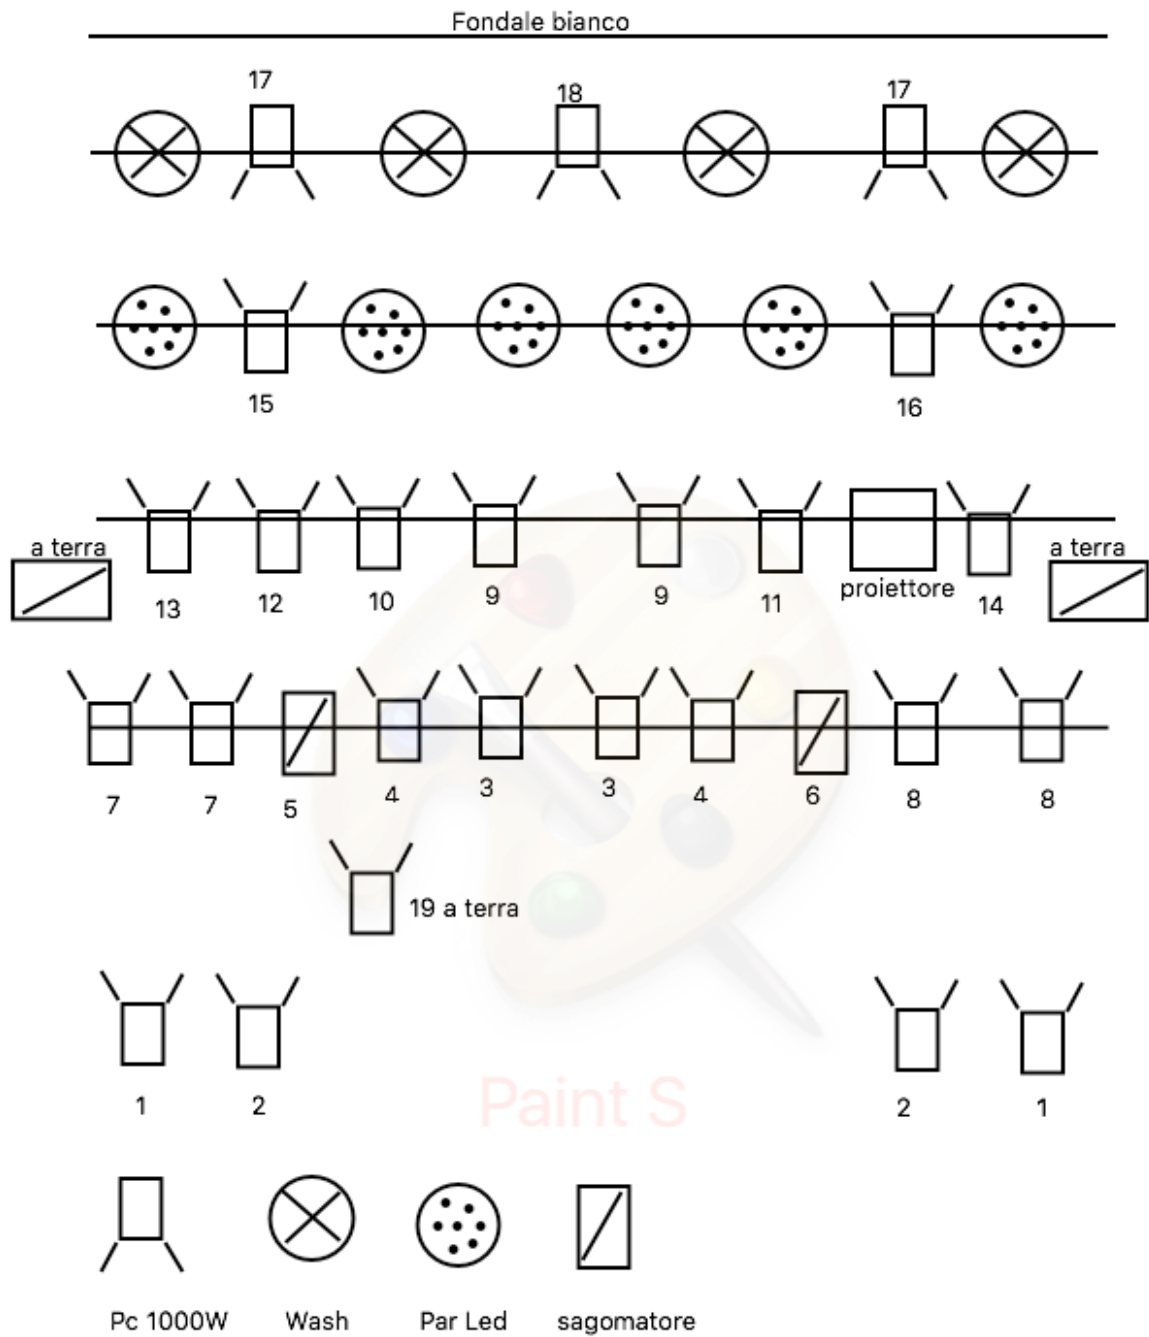 Fondale bianco
17 18 17
15 16
a terra a terra
13 12 10 9 9 11 proiettore 14
7 7 5 4 3 3 4 6 8 8
19 a terra
1 2 2 1
Paint S
Pc 1000W Wash Par Led sagomatore